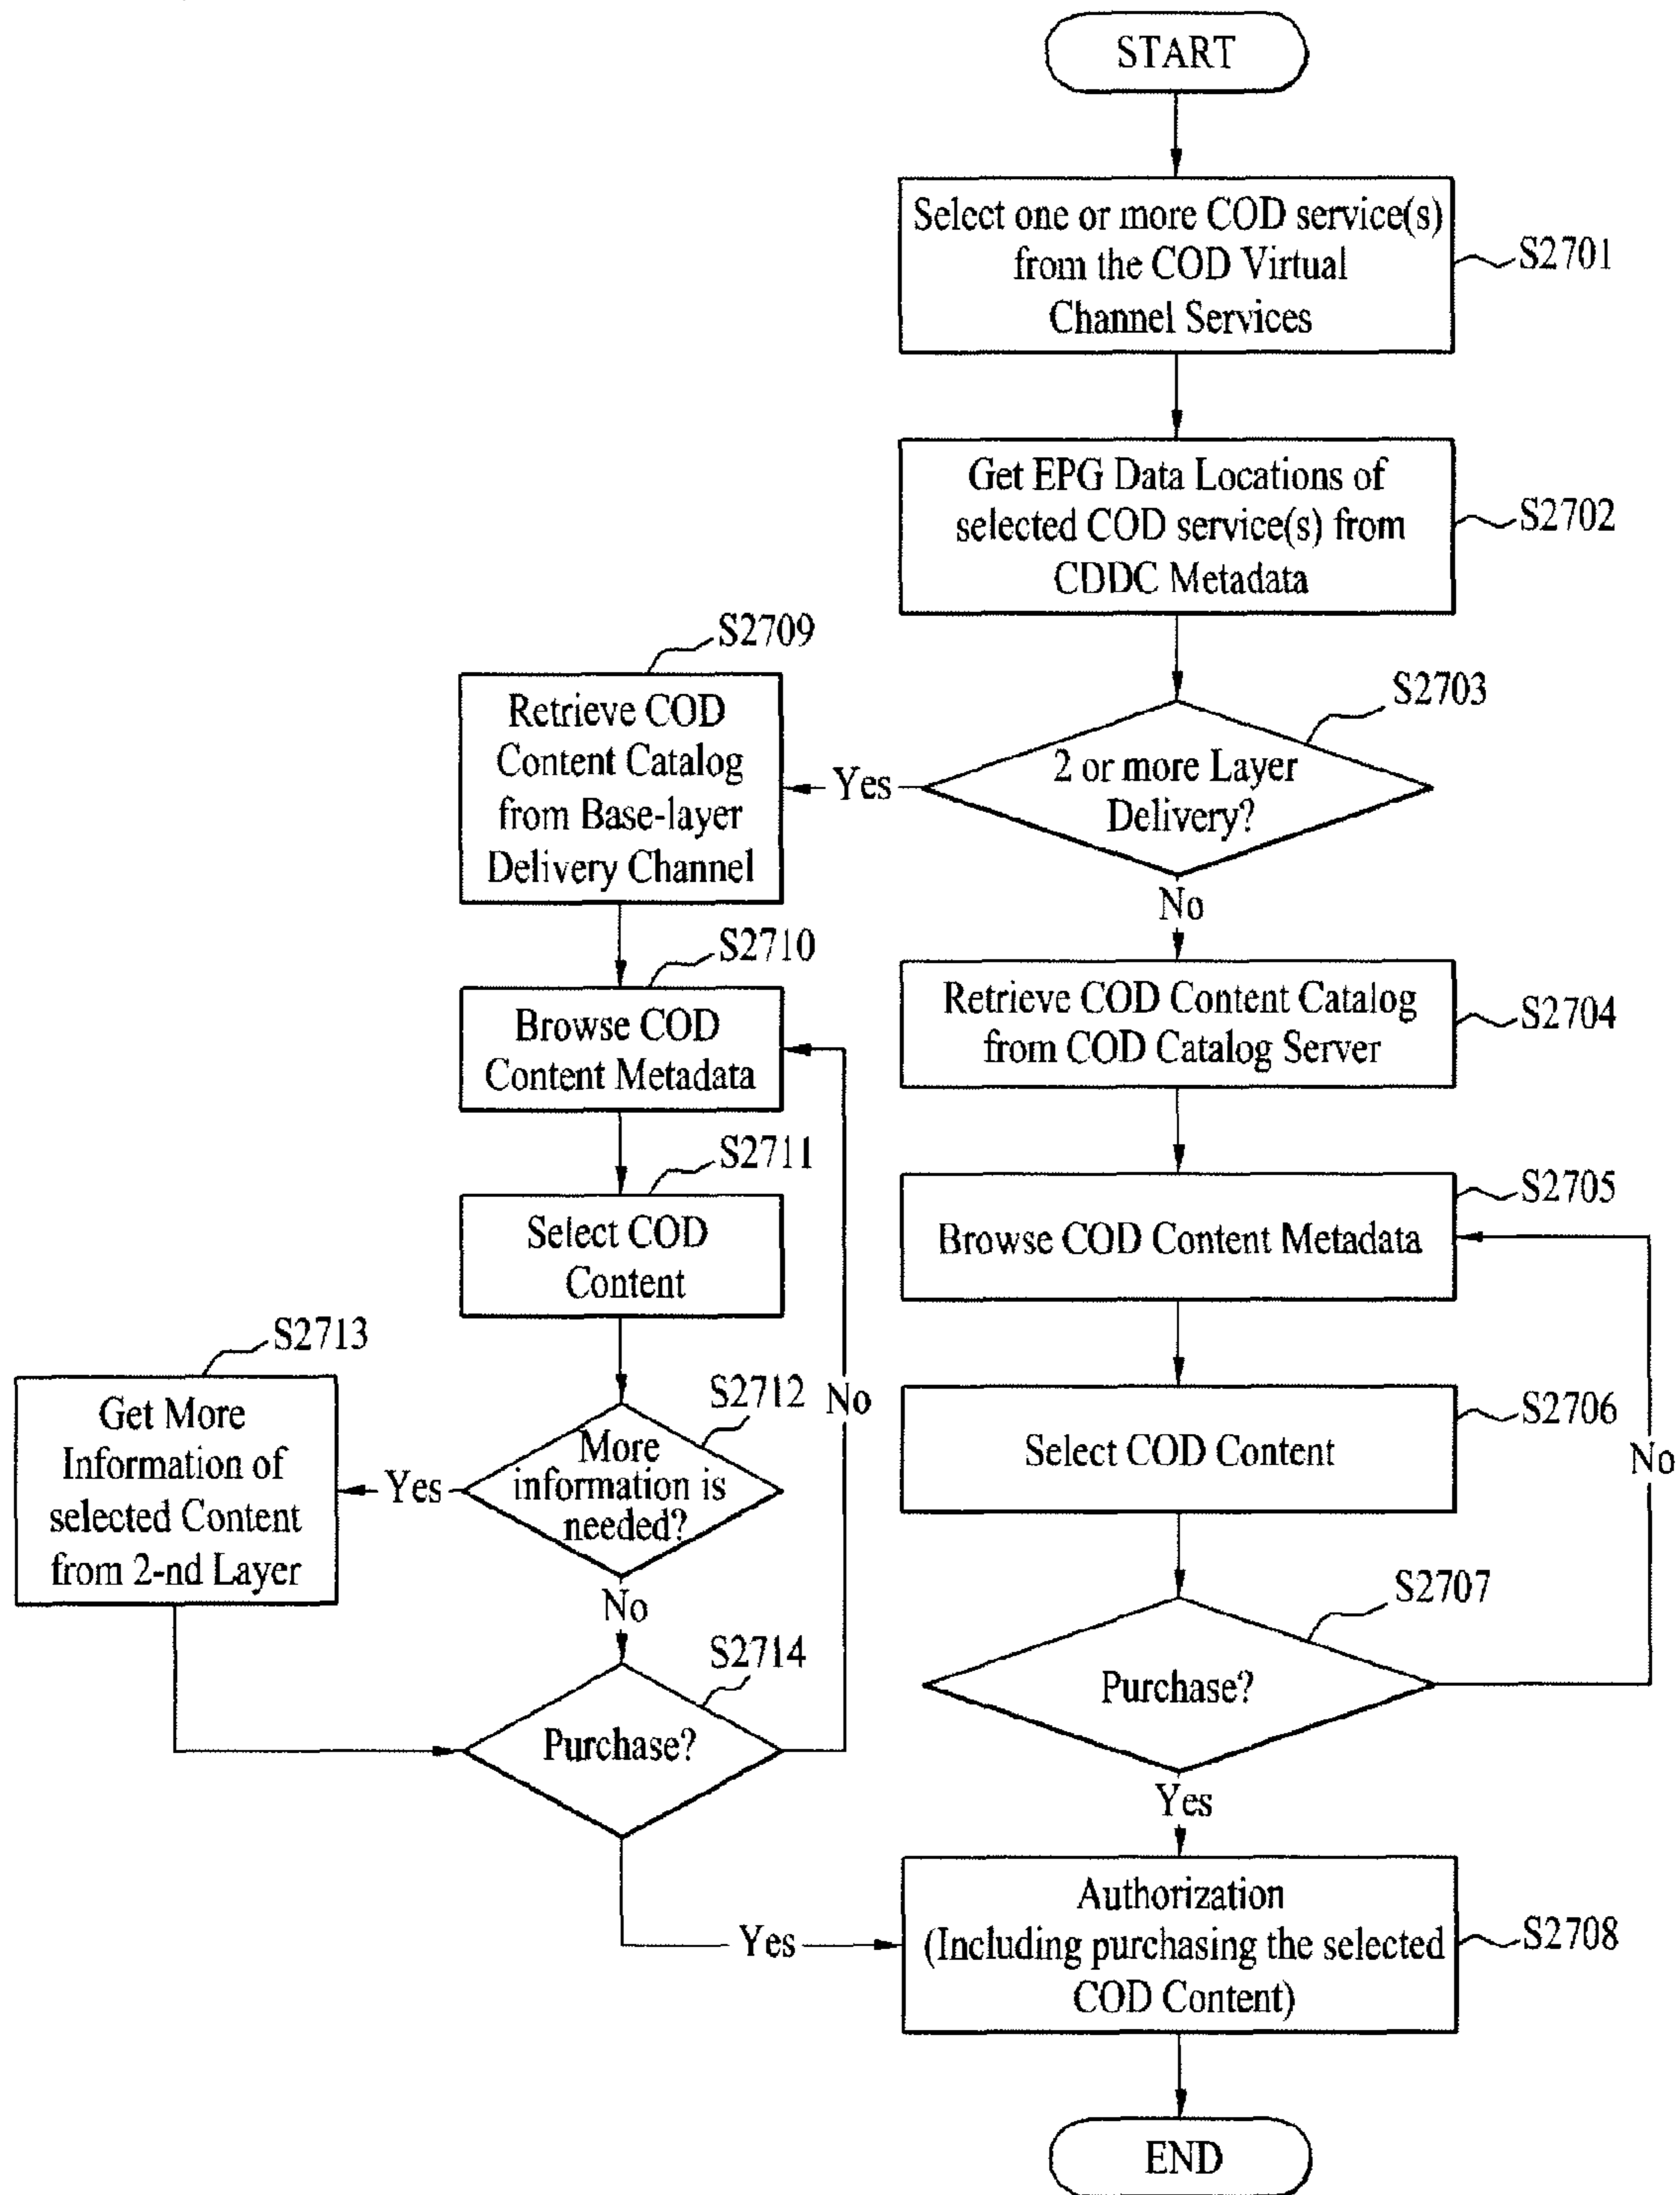 START
Select one or more COD service(s)
from the COD Virtual
Channel Services
S2701
Get EPG Data Locations of
selected COD service(s) from
CDDC Metadata
S2702
S2703
2 or more Layer
Delivery?
Yes
No
S2709
Retrieve COD
Content Catalog
from Base-layer
Delivery Channel
S2710
Browse COD
Content Metadata
S2711
Select COD
Content
S2712
More
information is
needed?
Yes
No
S2713
Get More
Information of
selected Content
from 2-nd Layer
S2714
Purchase?
No
Yes
Retrieve COD Content Catalog
from COD Catalog Server
S2704
Browse COD Content Metadata
S2705
Select COD Content
S2706
S2707
Purchase?
No
Yes
Authorization
(Including purchasing the selected
COD Content)
S2708
END